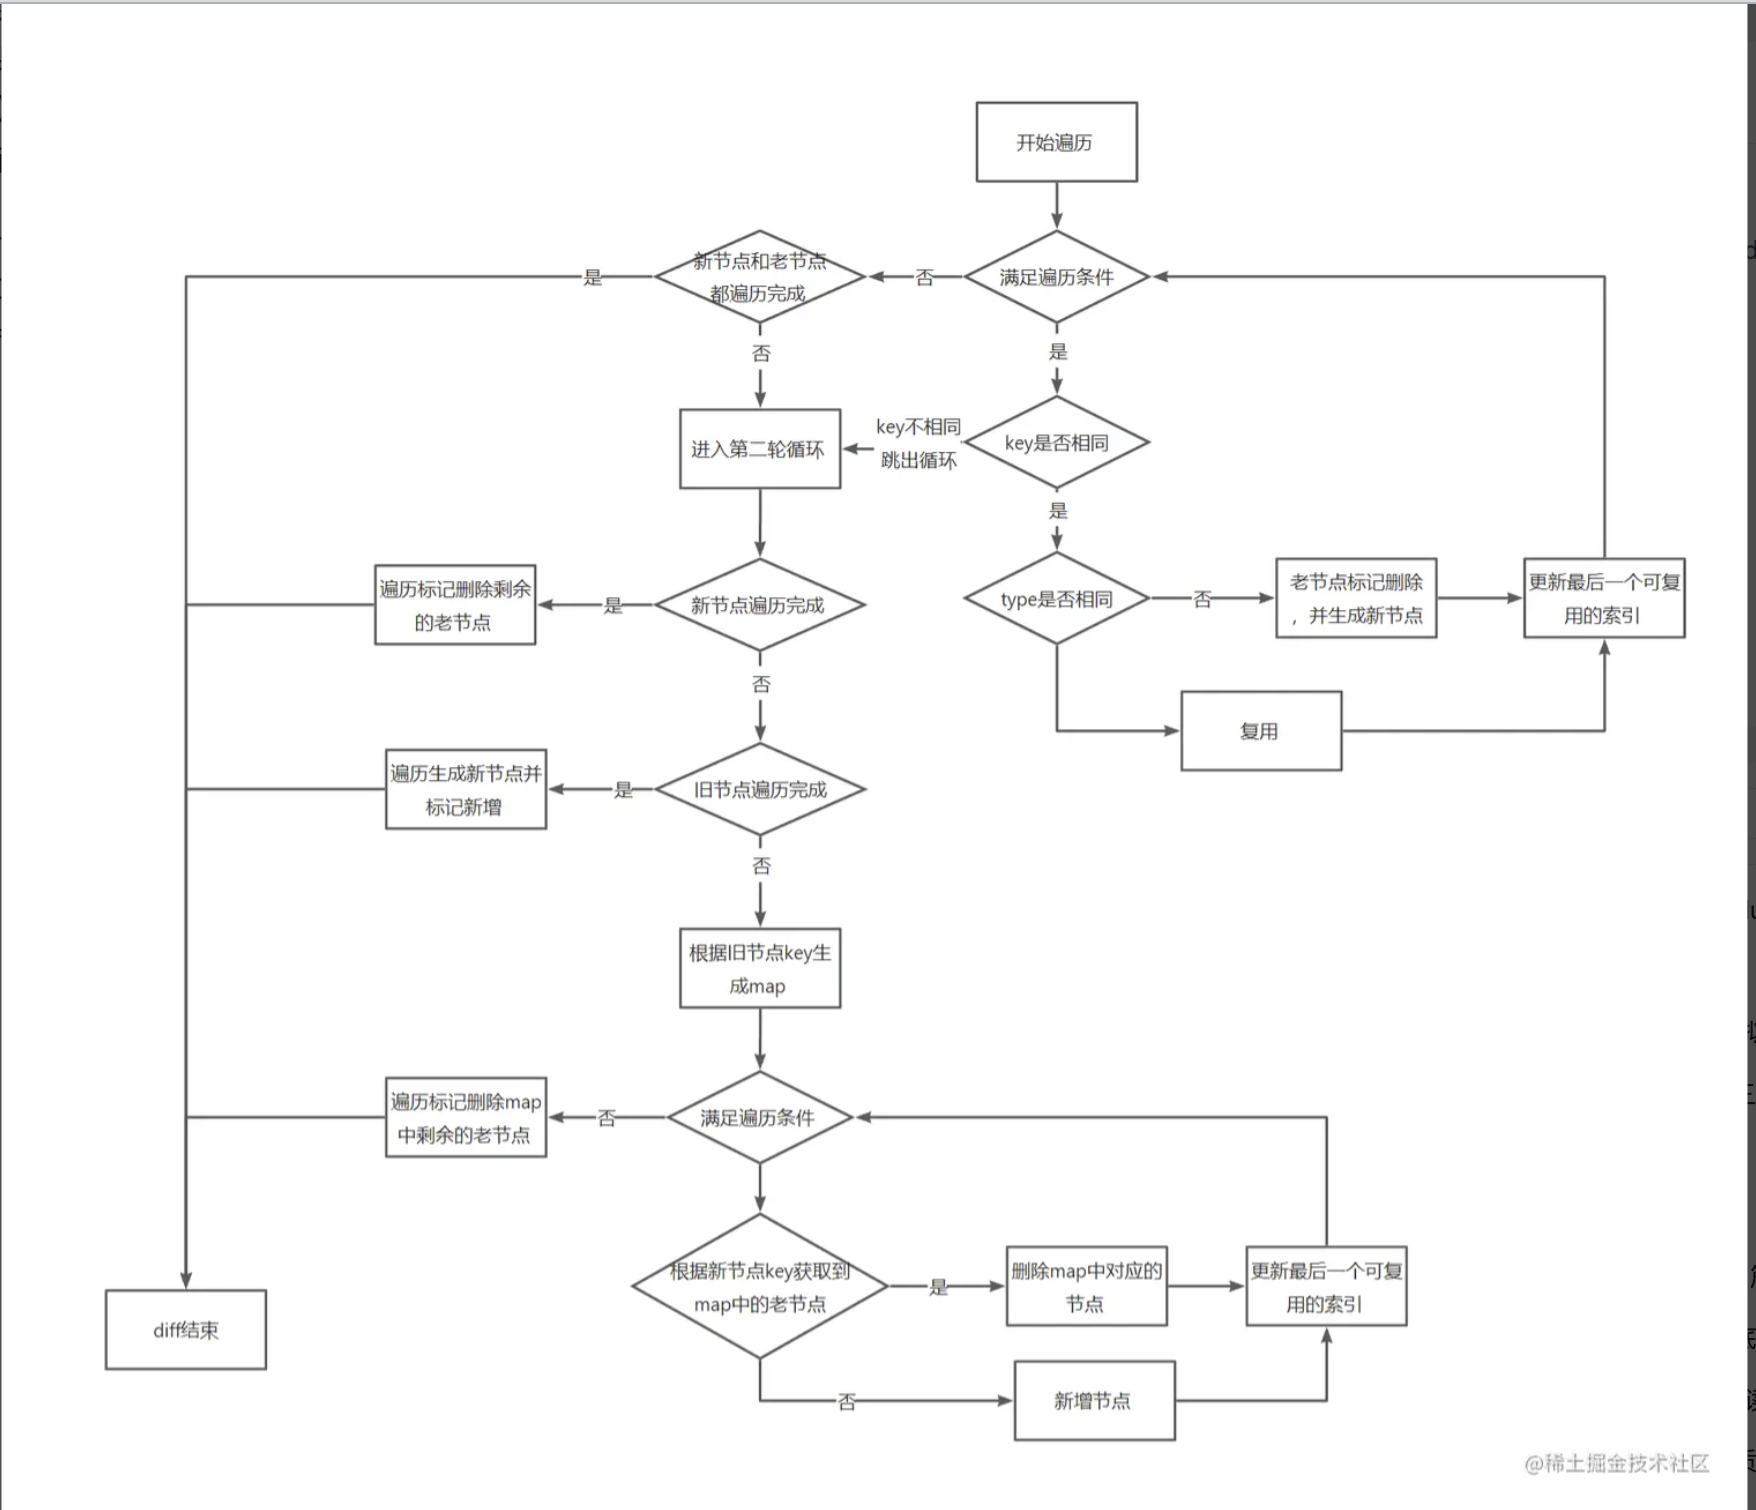 开始遍历
新节点和老节点
都遍历完成
是
否
满足遍历条件
否
是
进入第二轮循环
key不相同
跳出循环
key是否相同
是
遍历标记删除剩余
的老节点
是
新节点遍历完成
type是否相同
否
老节点标记删除
，并生成新节点
更新最后一个可复
用的索引
否
复用
遍历生成新节点并
标记新增
是
旧节点遍历完成
否
根据旧节点key生
成map
遍历标记删除map
中剩余的老节点
否
满足遍历条件
根据新节点key获取到
map中的老节点
是
删除map中对应的
节点
更新最后一个可复
用的索引
diff结束
否
新增节点
@稀土掘金技术社区